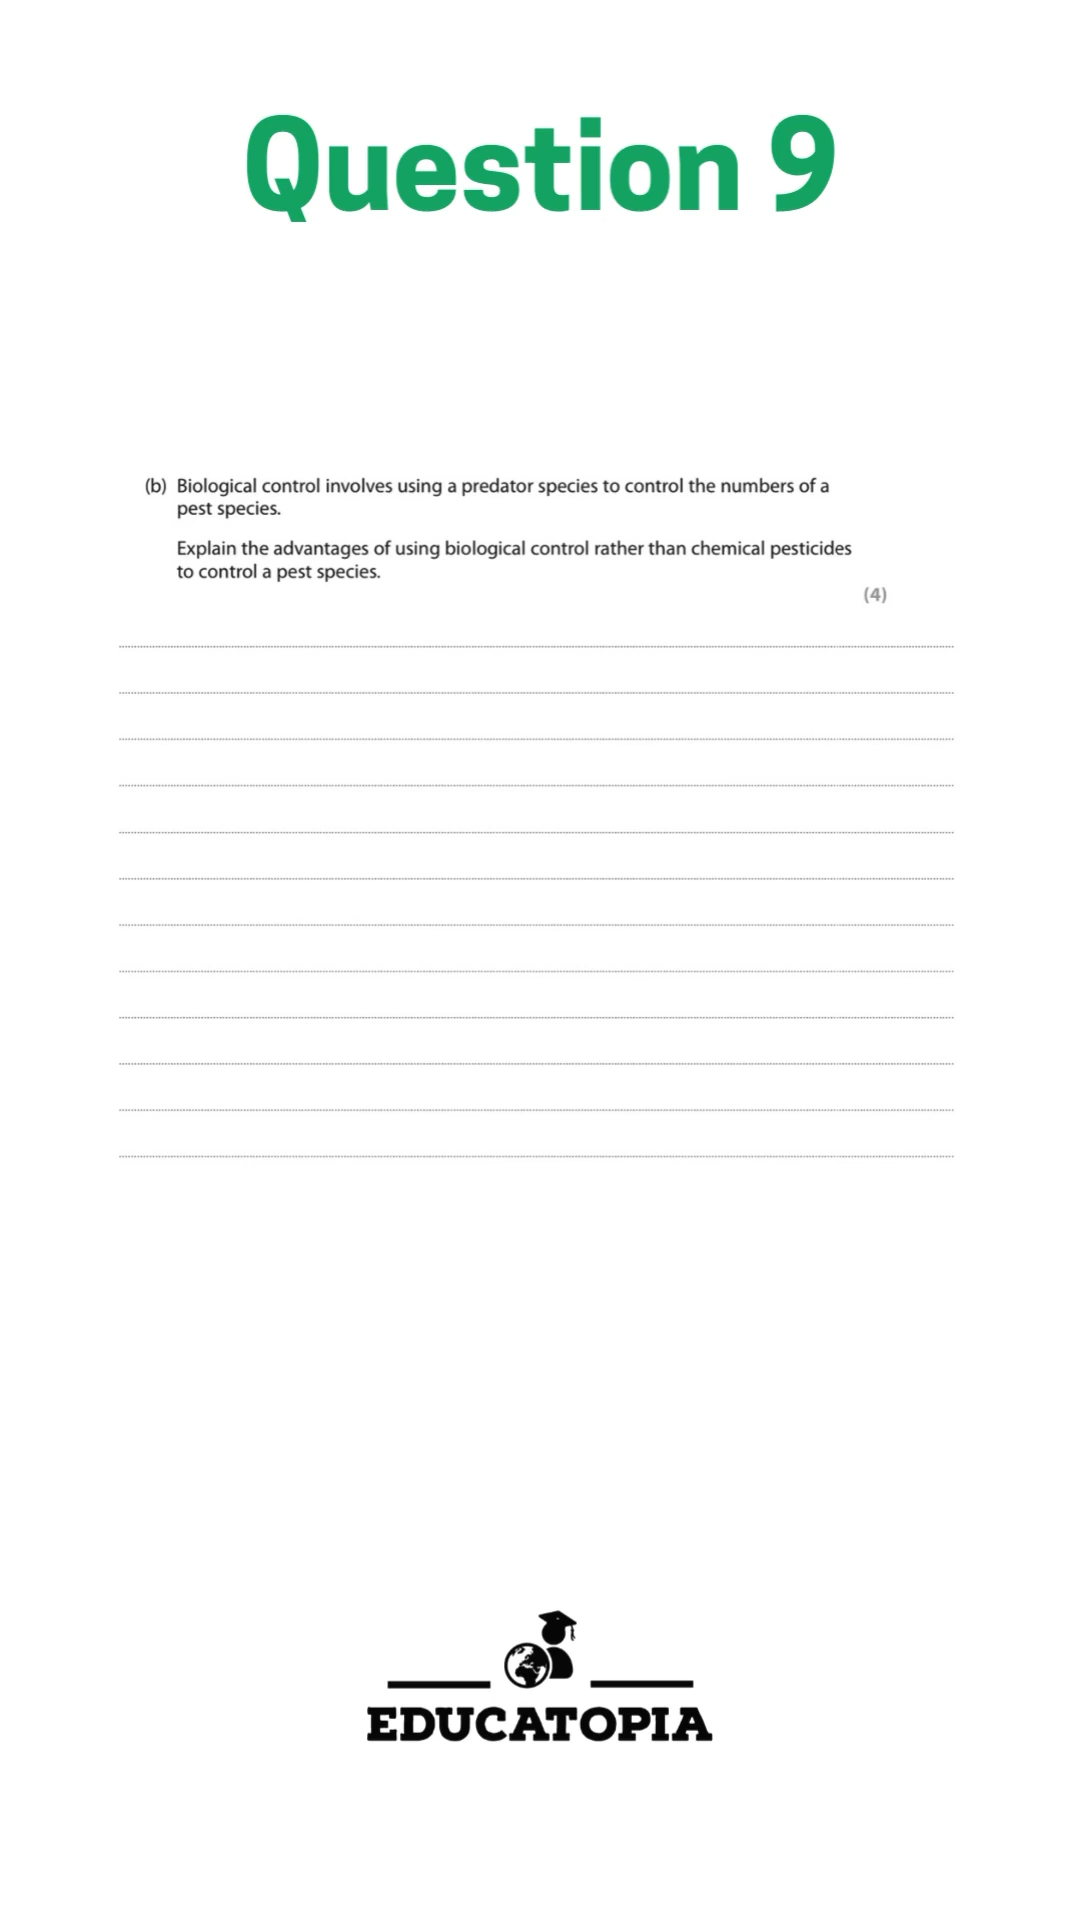 Question 9
(b) Biological control involves using a predator species to control the numbers of a
pest species.
Explain the advantages of using biological control rather than chemical pesticides
to control a pest species.
(4)
EDUCATOPIA